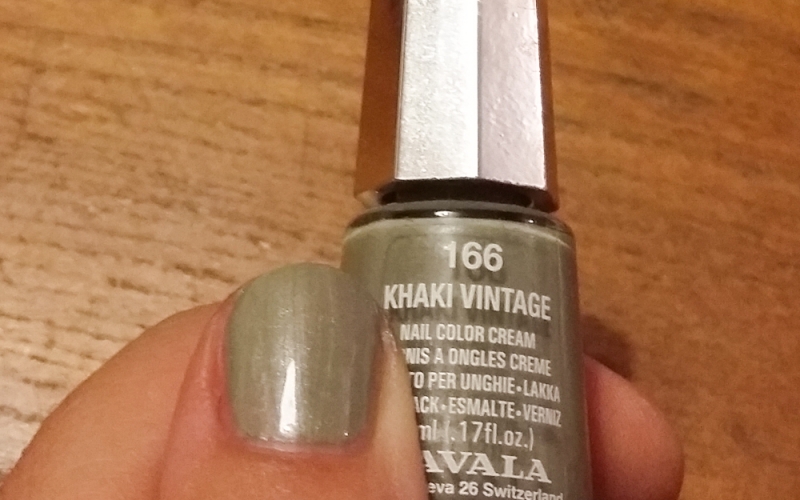 166
KHAKI VINTAGE
NAIL COLOR CREAM
NIS A ONGLES CREME
TO PER UNGHIE•LAKKA
ACK•ESMALTE•VERNIZ
ml (.17fl.oz.)
AVALA
eva 26 Switzerland